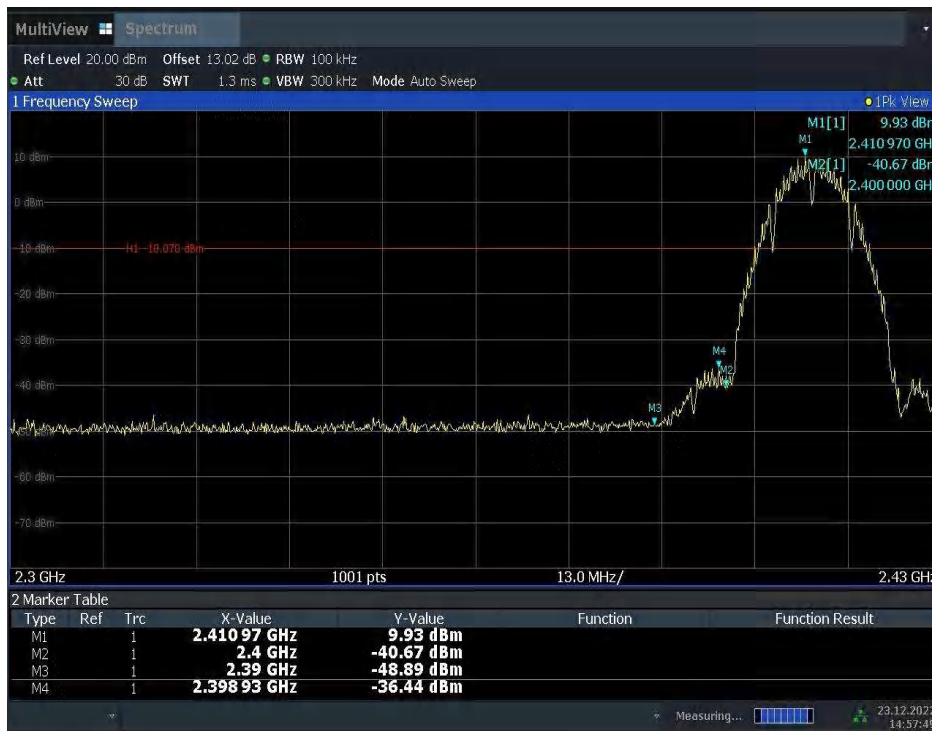 MultiView Spectrum
Ref Level 20.00 dBm Offset 13.02 dB RBW 100 kHz
Att 30 dB SWT 1.3 ms VBW 300 kHz Mode Auto Sweep
1 Frequency Sweep 1Pk View
M1[1] 9.93 dBm
2.410 970 GH
M1
M2[1] -40.67 dBm
2.400 000 GH
10 dBm
0 dBm
-10 dBm H1 -10.070 dBm
-20 dBm
-30 dBm
M4
M2
-40 dBm
M3
-60 dBm
-70 dBm
2.3 GHz 1001 pts 13.0 MHz/ 2.43 GHz
2 Marker Table
Type Ref Trc X-Value Y-Value Function Function Result
M1 1 2.410 97 GHz 9.93 dBm
M2 1 2.4 GHz -40.67 dBm
M3 1 2.39 GHz -48.89 dBm
M4 1 2.398 93 GHz -36.44 dBm
Measuring... 23.12.2022
14:57:49